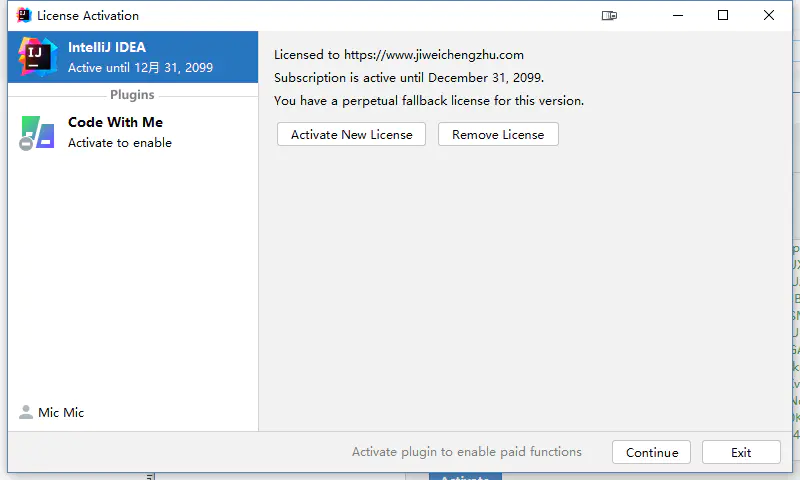 License Activation
IntelliJ IDEA
Active until 12月 31, 2099
Plugins
Code With Me
Activate to enable
Mic Mic
Licensed to https://www.jiweichengzhu.com
Subscription is active until December 31, 2099.
You have a perpetual fallback license for this version.
Activate New License
Remove License
Activate plugin to enable paid functions
Continue
Exit